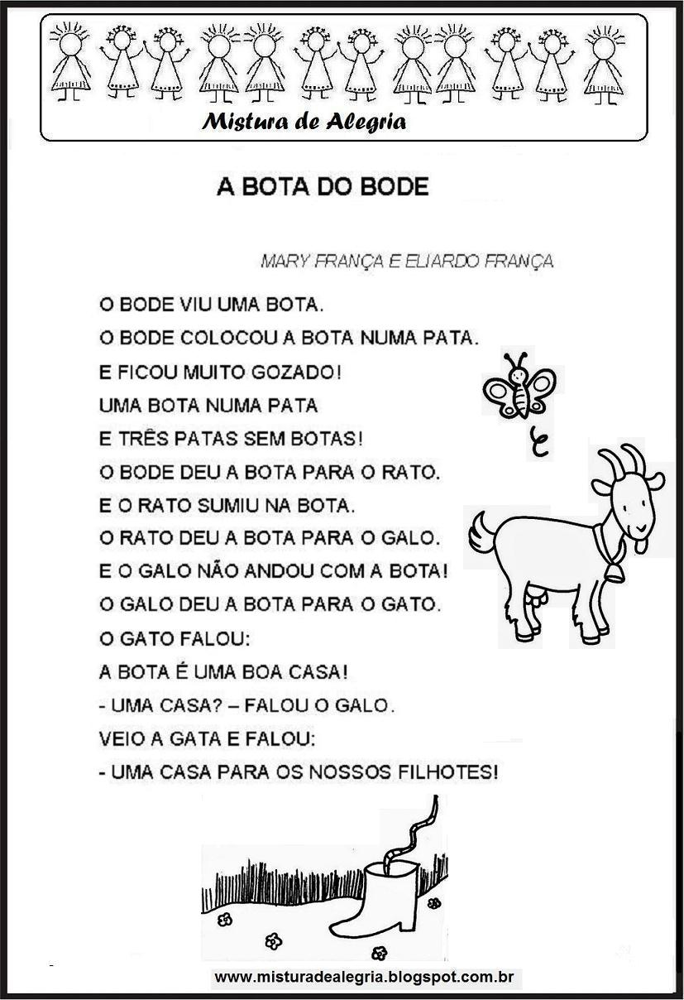 Mistura de Alegria
A BOTA DO BODE
MARY FRANÇA E ELIARDO FRANÇA
O BODE VIU UMA BOTA.
O BODE COLOCOU A BOTA NUMA PATA.
E FICOU MUITO GOZADO!
UMA BOTA NUMA PATA
E TRÊS PATAS SEM BOTAS!
O BODE DEU A BOTA PARA O RATO.
E O RATO SUMIU NA BOTA.
O RATO DEU A BOTA PARA O GALO.
E O GALO NÃO ANDOU COM A BOTA!
O GALO DEU A BOTA PARA O GATO.
O GATO FALOU:
A BOTA É UMA BOA CASA!
- UMA CASA? – FALOU O GALO.
VEIO A GATA E FALOU:
- UMA CASA PARA OS NOSSOS FILHOTES!
www.misturadealegria.blogspot.com.br